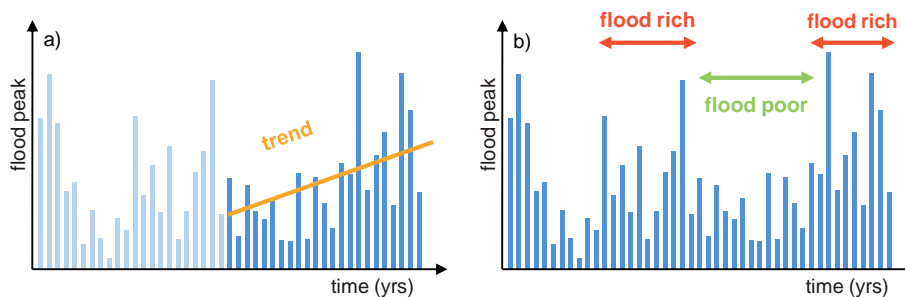 a)
flood peak
trend
time (yrs)
b)
flood rich
flood rich
flood poor
flood peak
time (yrs)